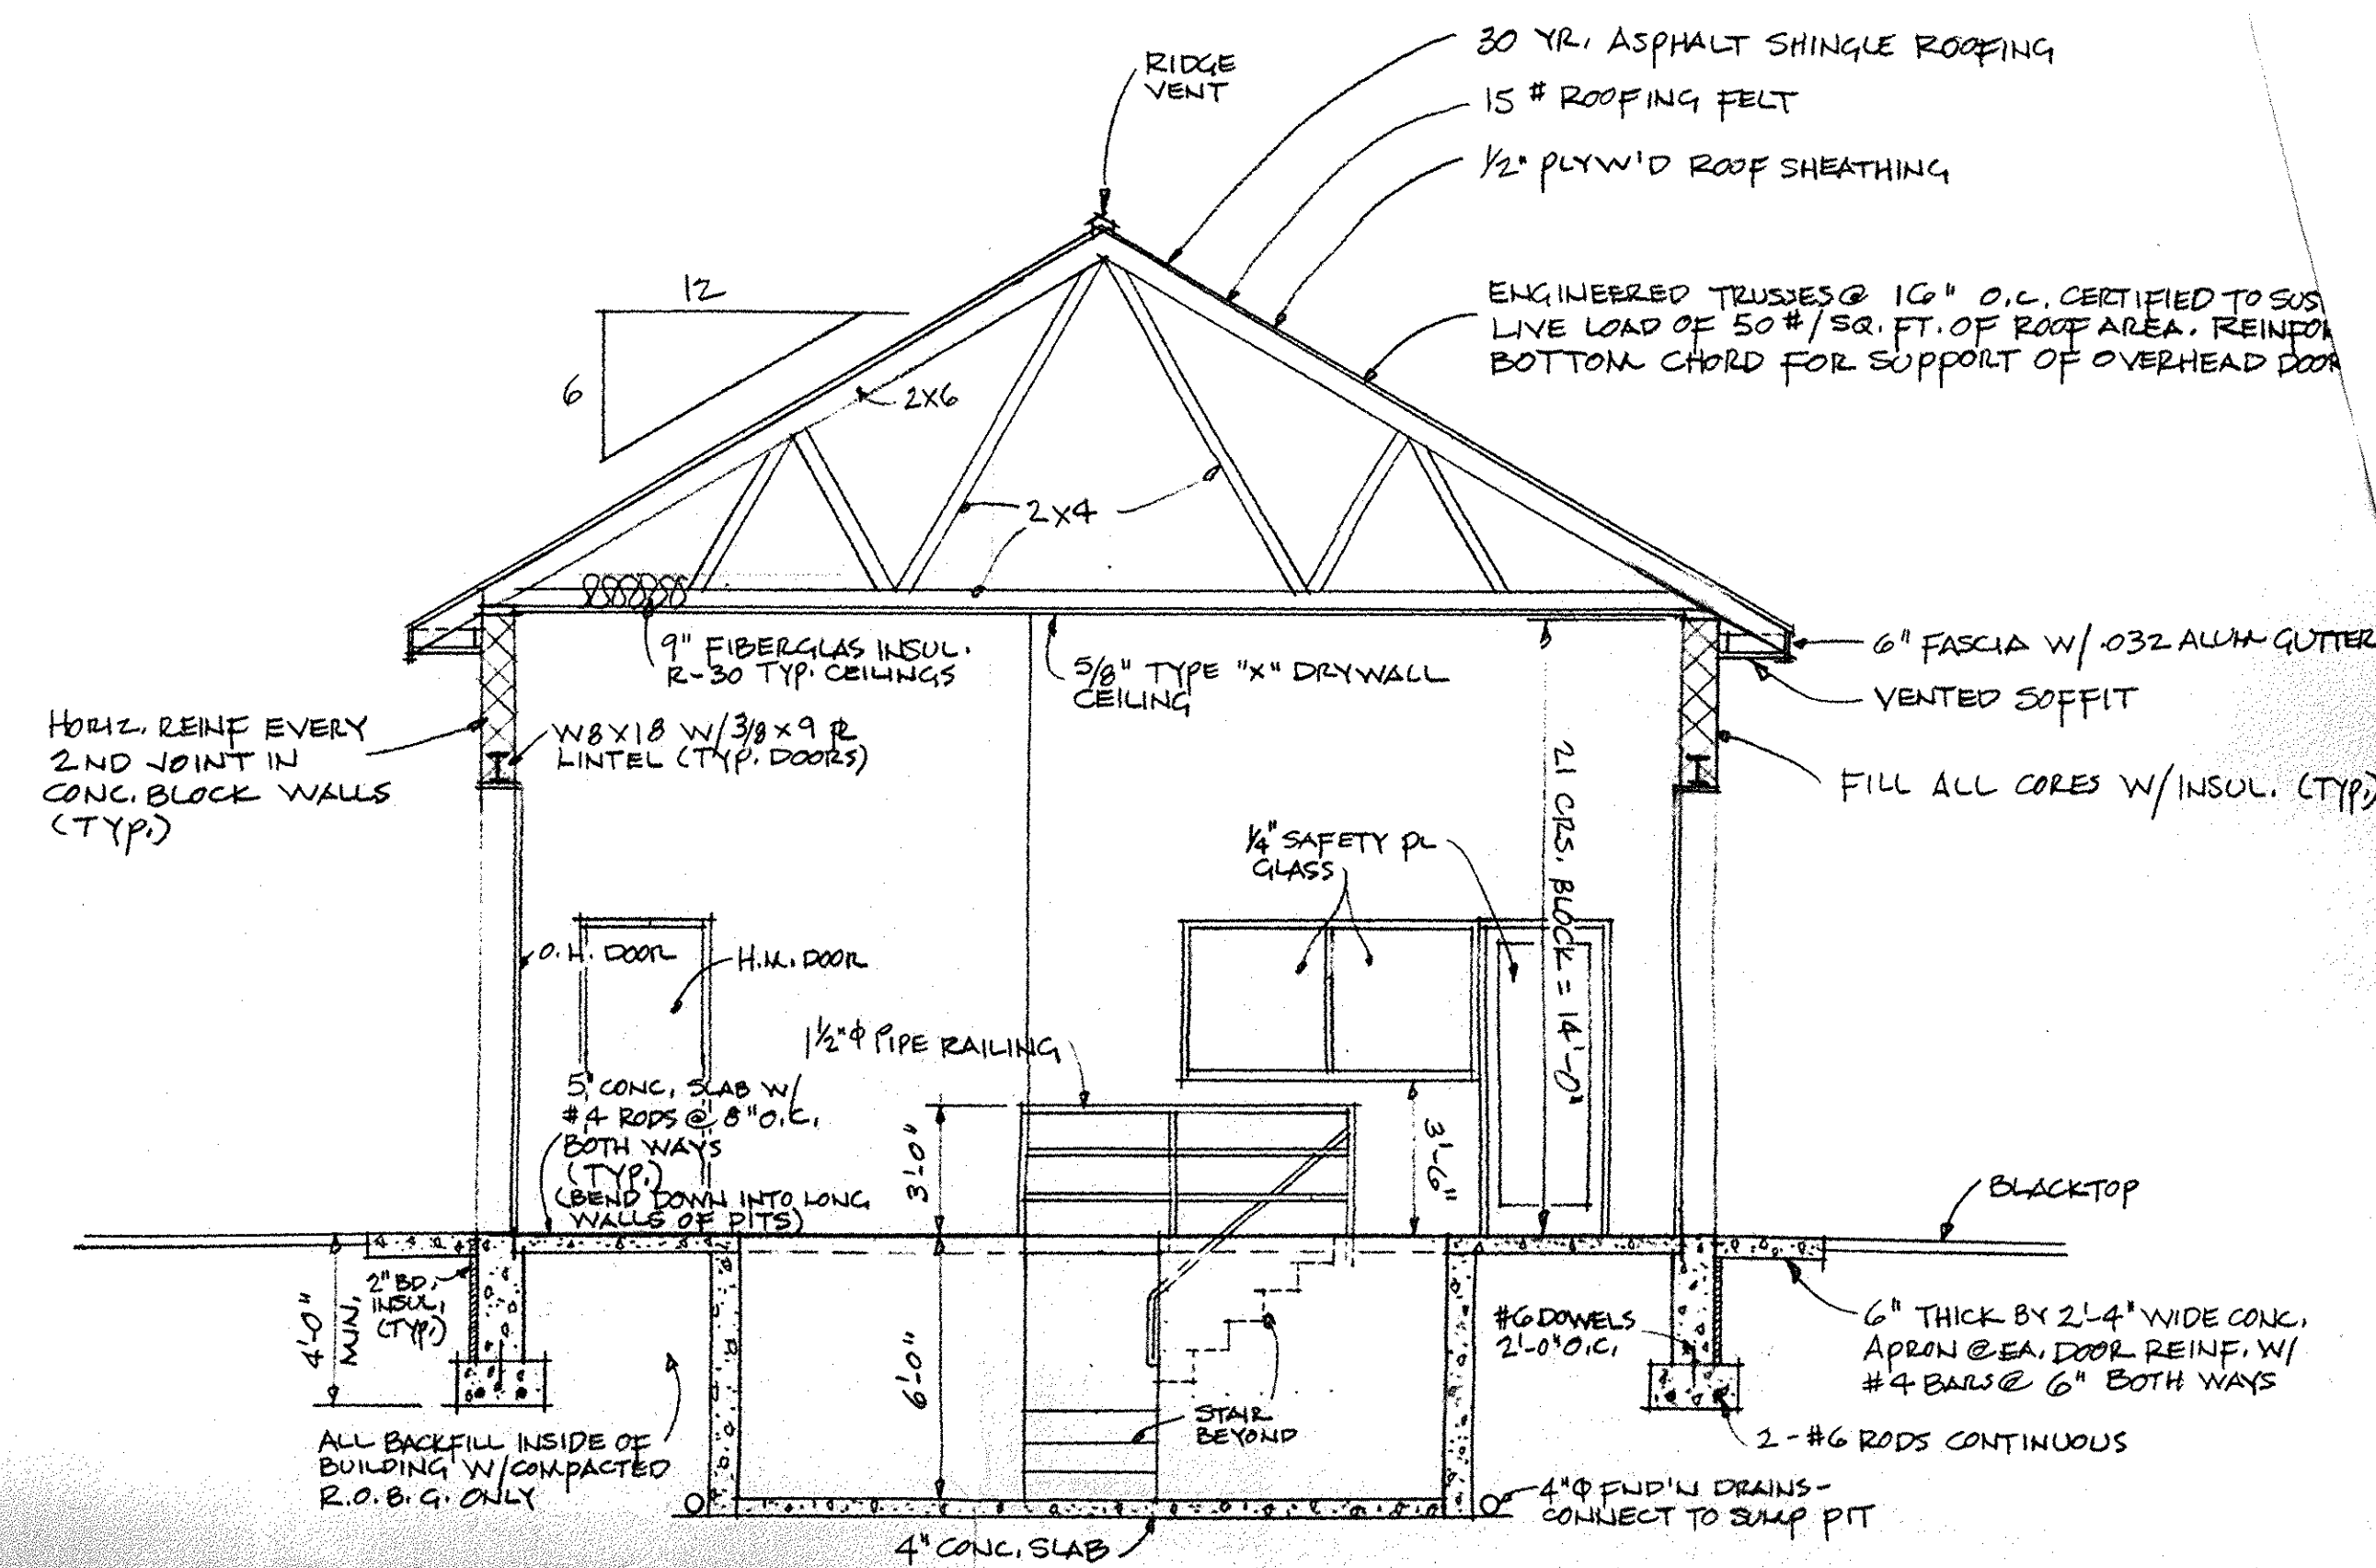 RIDGE
VENT
30 YR. ASPHALT SHINGLE ROOFING
15 # ROOFING FELT
1/2" PLYW'D ROOF SHEATHING
ENGINEERED TRUSSES @ 16" O.C. CERTIFIED TO SUS
LIVE LOAD OF 50 #/SQ. FT. OF ROOF AREA. REINFOR
BOTTOM CHORD FOR SUPPORT OF OVERHEAD DOOR
12
6
2X6
2X4
9" FIBERGLAS INSUL.
R-30 TYP. CEILINGS
5/8" TYPE "X" DRYWALL
CEILING
6" FASCIA W/ .032 ALUM GUTTER
VENTED SOFFIT
HORIZ. REINF EVERY
2ND JOINT IN
CONC. BLOCK WALLS
(TYP.)
W8X18 W/ 3/8 X 9 PL
LINTEL (TYP. DOORS)
FILL ALL CORES W/ INSUL. (TYP.)
21 CRS. BLOCK = 14'-0"
1/4" SAFETY PL
GLASS
O.H. DOOR
H.M. DOOR
1 1/2" Φ PIPE RAILING
5" CONC. SLAB W/
#4 RODS @ 8" O.C.
BOTH WAYS
(TYP.)
(BEND DOWN INTO LONG
WALLS OF PITS)
3'-0"
3'-6"
BLACKTOP
2" BD.
INSUL.
(TYP.)
4'-0"
MIN.
6'-0"
#6 DOWELS
2'-0" O.C.
6" THICK BY 2'-4" WIDE CONC.
APRON @ EA. DOOR REINF. W/
#4 BARS @ 6" BOTH WAYS
STAIR
BEYOND
2-#6 RODS CONTINUOUS
ALL BACKFILL INSIDE OF
BUILDING W/ COMPACTED
R.O.B.G. ONLY
4" Φ FND'N DRAINS-
CONNECT TO SUMP PIT
4" CONC. SLAB